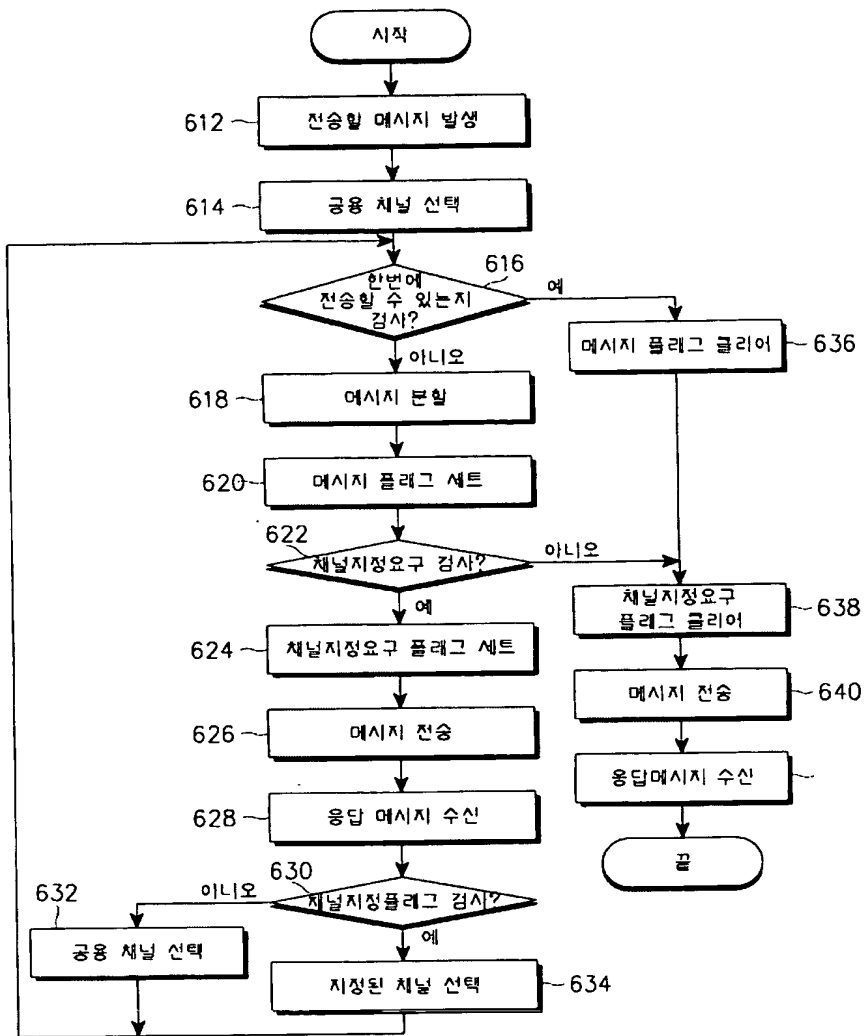 시작
612
전송할 메시지 발생
614
공용 채널 선택
616
한번에
전송할 수 있는지
검사?
예
아니오
메시지 플래그 클리어
636
618
메시지 분할
620
메시지 플래그 세트
622
채널지정요구 검사?
아니오
예
채널지정요구
플래그 클리어
638
624
채널지정요구 플래그 세트
메시지 전송
640
626
메시지 전송
응답메시지 수신
628
응답 메시지 수신
끝
630
채널지정플래그 검사?
아니오
예
632
공용 채널 선택
지정된 채널 선택
634